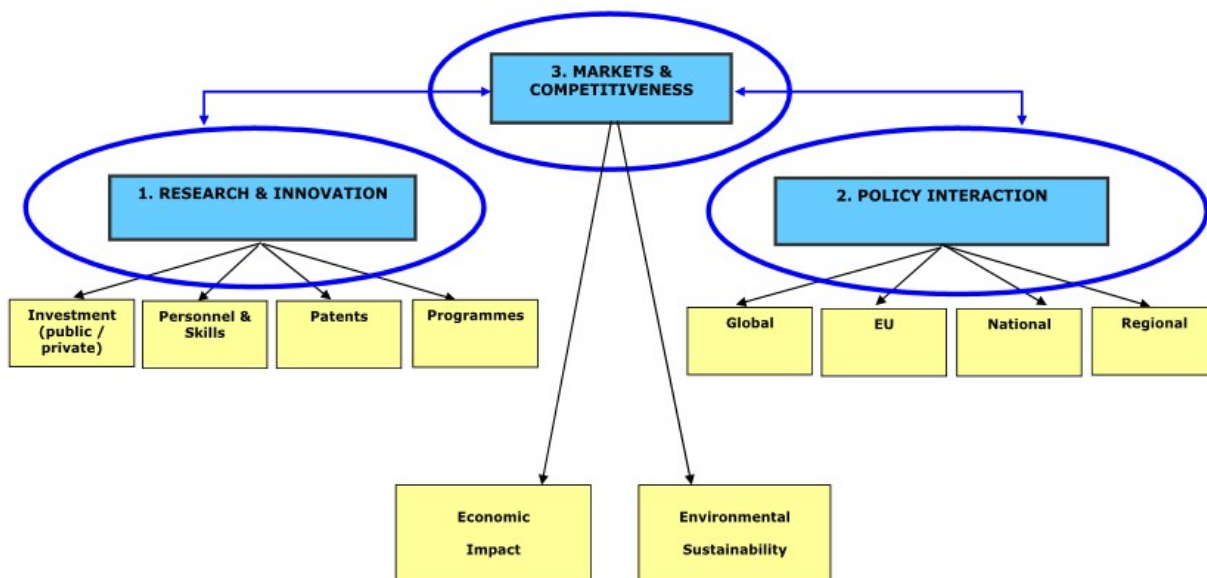 3. MARKETS &
COMPETITIVENESS
1. RESEARCH & INNOVATION
2. POLICY INTERACTION
Investment
(public /
private)
Personnel &
Skills
Patents
Programmes
Global
EU
National
Regional
Economic
Impact
Environmental
Sustainability